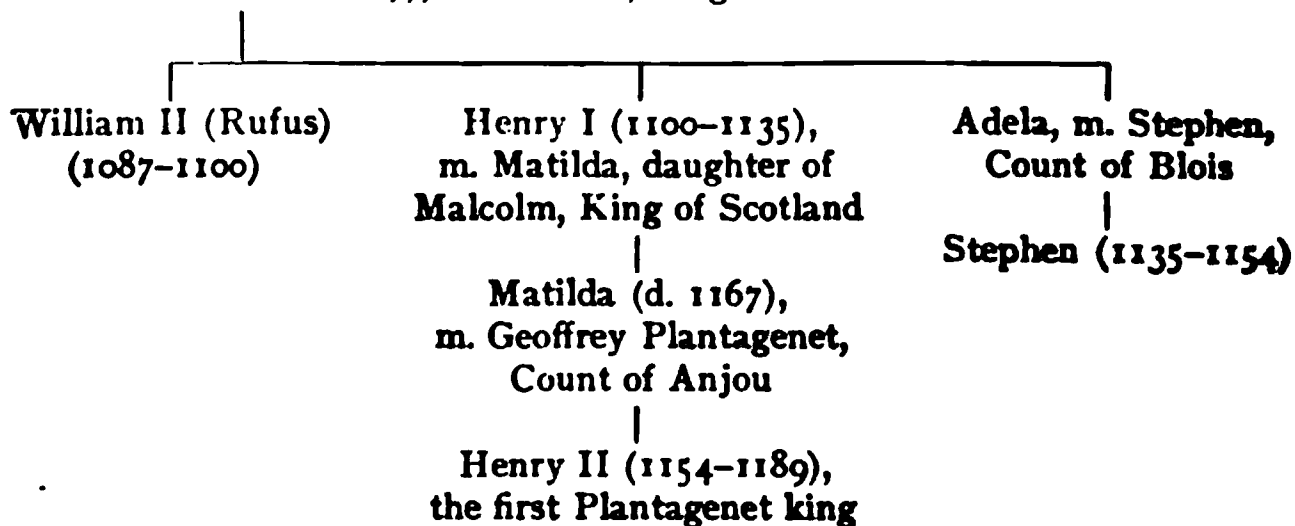 William II (Rufus)
(1087–1100)
Henry I (1100–1135),
m. Matilda, daughter of
Malcolm, King of Scotland
Adela, m. Stephen,
Count of Blois
Stephen (1135–1154)
Matilda (d. 1167),
m. Geoffrey Plantagenet,
Count of Anjou
Henry II (1154–1189),
the first Plantagenet king